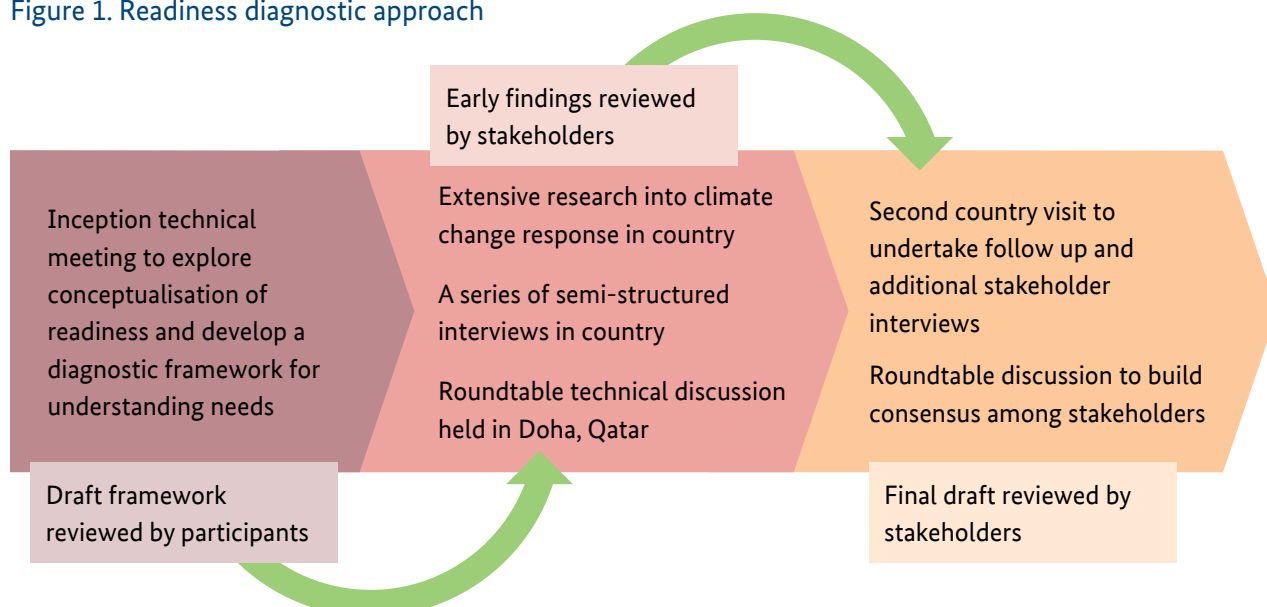 Figure 1. Readiness diagnostic approach
Inception technical
meeting to explore
conceptualisation of
readiness and develop a
diagnostic framework for
understanding needs
Draft framework
reviewed by participants
Early findings reviewed
by stakeholders
Extensive research into climate
change response in country
A series of semi-structured
interviews in country
Roundtable technical discussion
held in Doha, Qatar
Second country visit to
undertake follow up and
additional stakeholder
interviews
Roundtable discussion to build
consensus among stakeholders
Final draft reviewed by
stakeholders